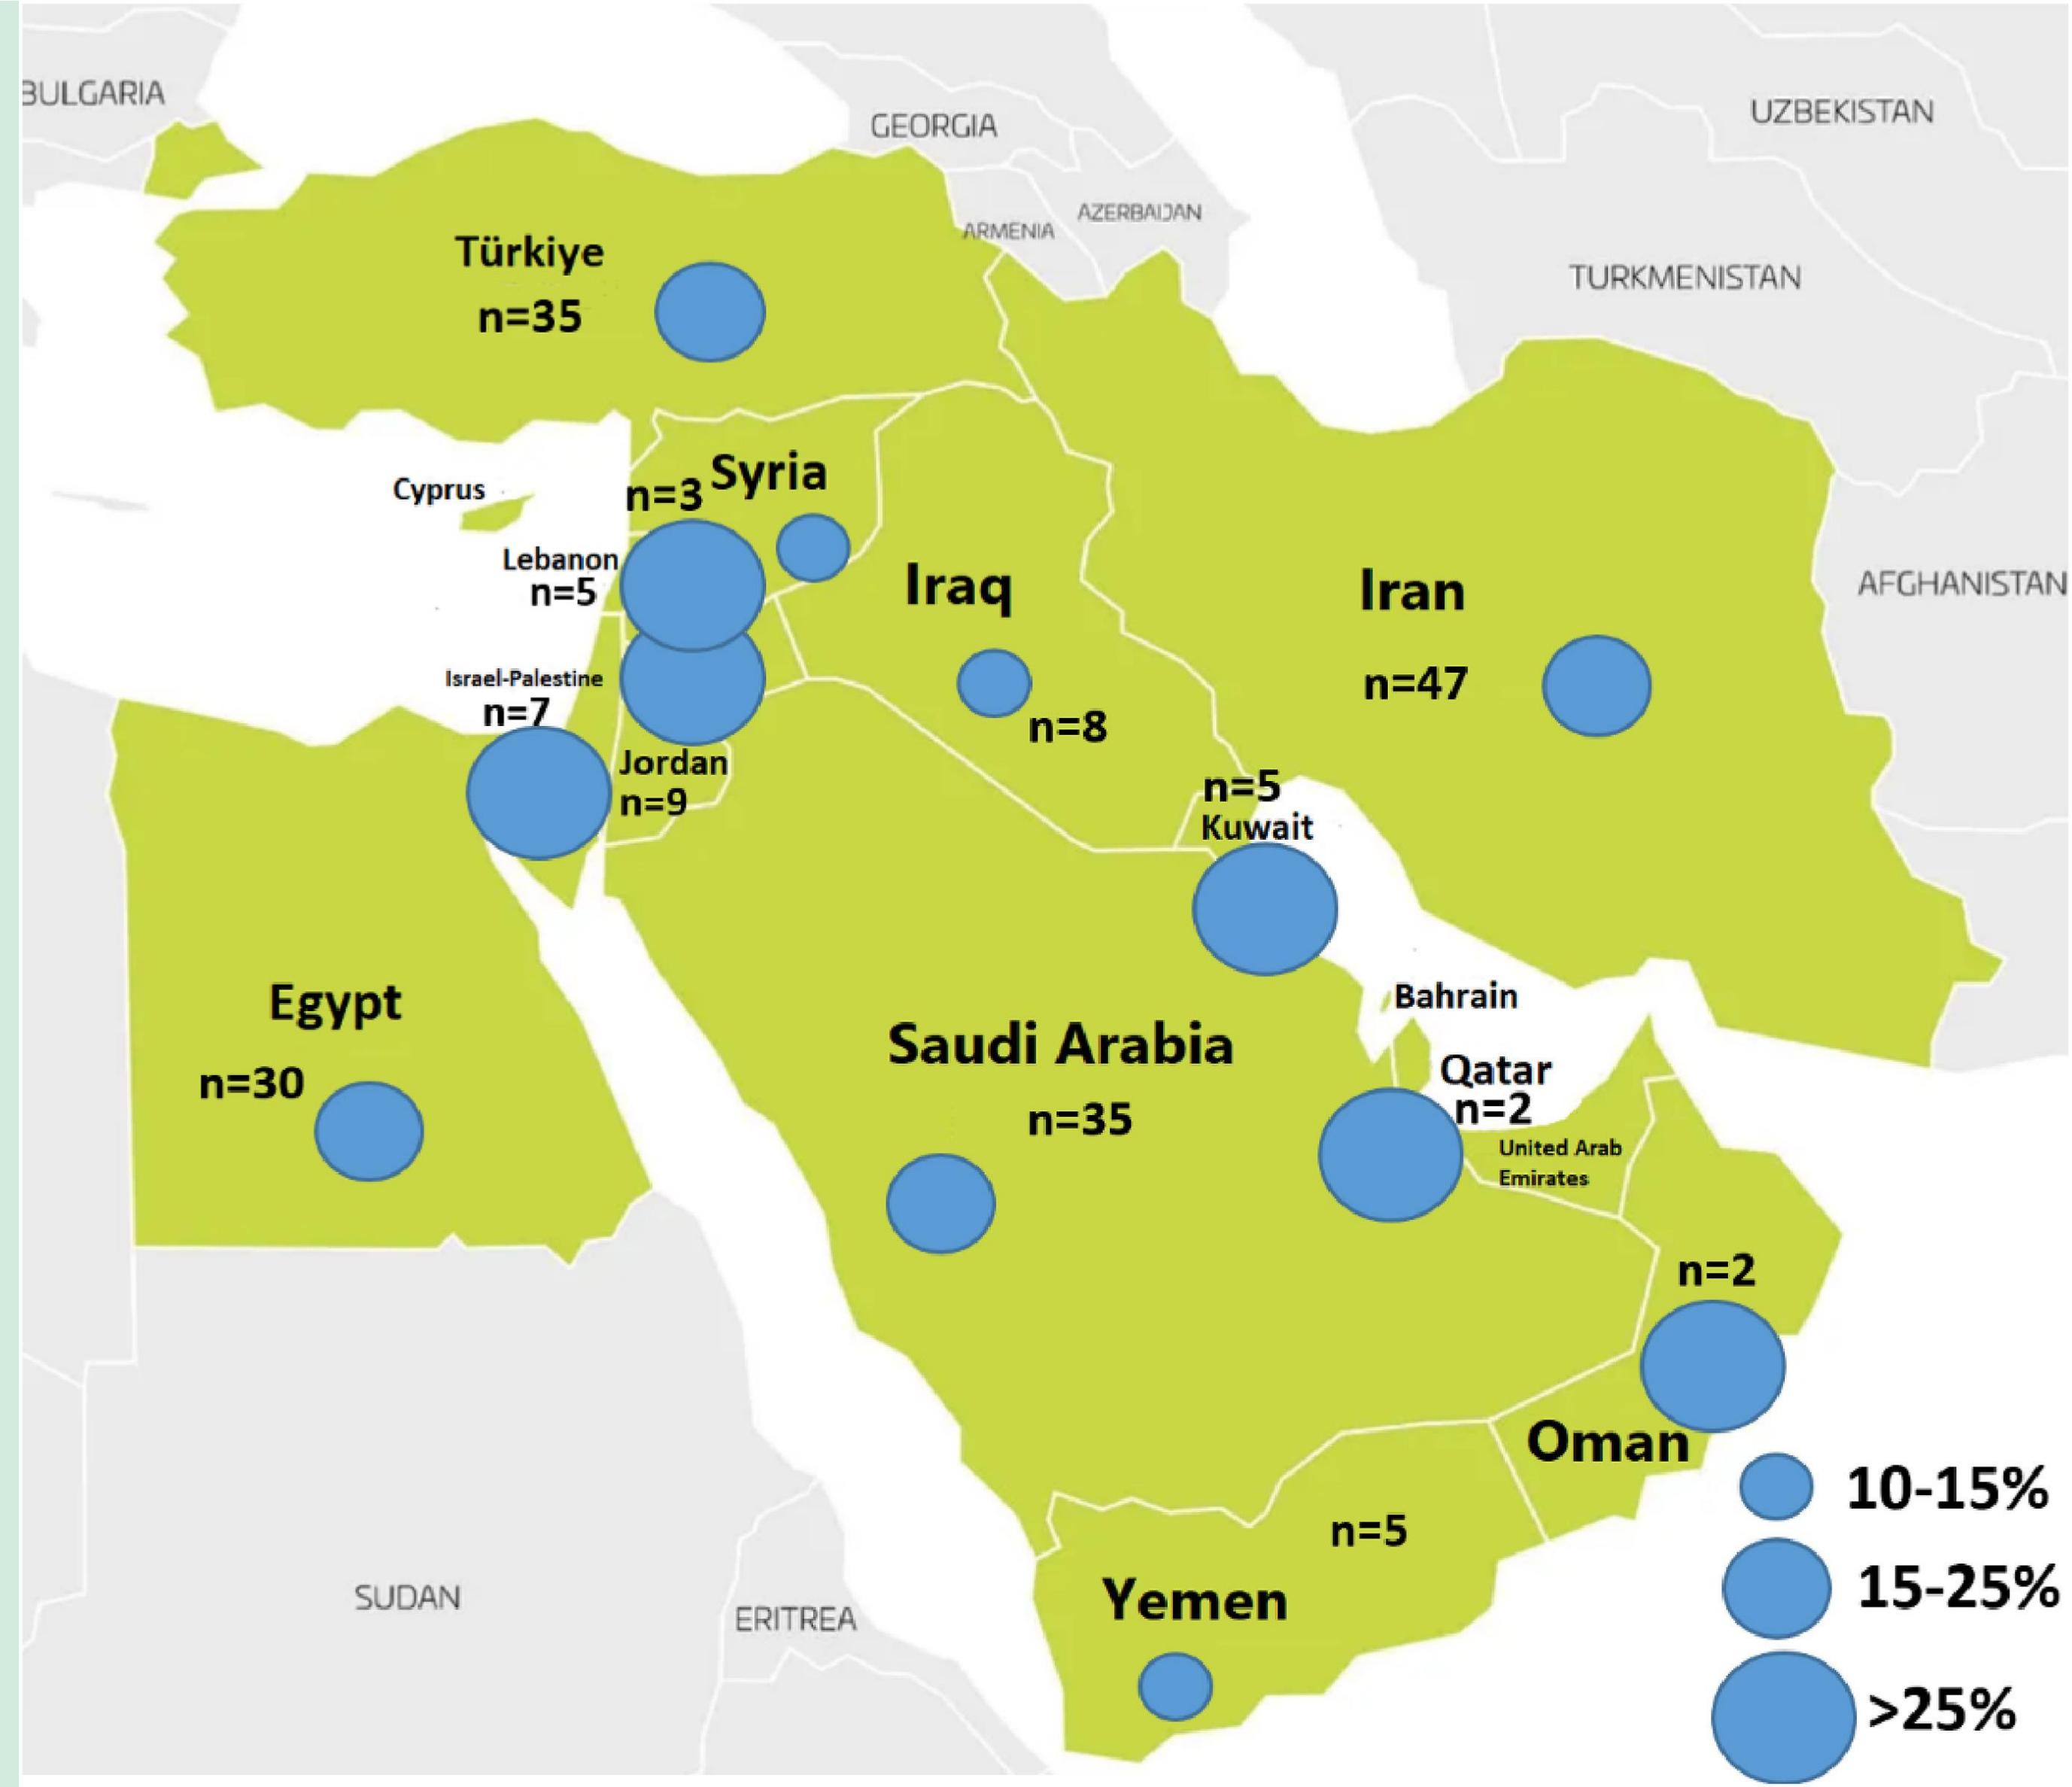 BULGARIA
GEORGIA
UZBEKISTAN
ARMENIA
AZERBAIJAN
TURKMENISTAN
Türkiye
n=35
Cyprus
n=3
Syria
Lebanon
n=5
Iraq
n=8
Iran
n=47
AFGHANISTAN
Israel-Palestine
n=7
Jordan
n=9
n=5
Kuwait
Egypt
n=30
Saudi Arabia
n=35
Bahrain
Qatar
n=2
United Arab
Emirates
n=2
Oman
n=5
Yemen
SUDAN
ERITREA
10-15%
15-25%
>25%